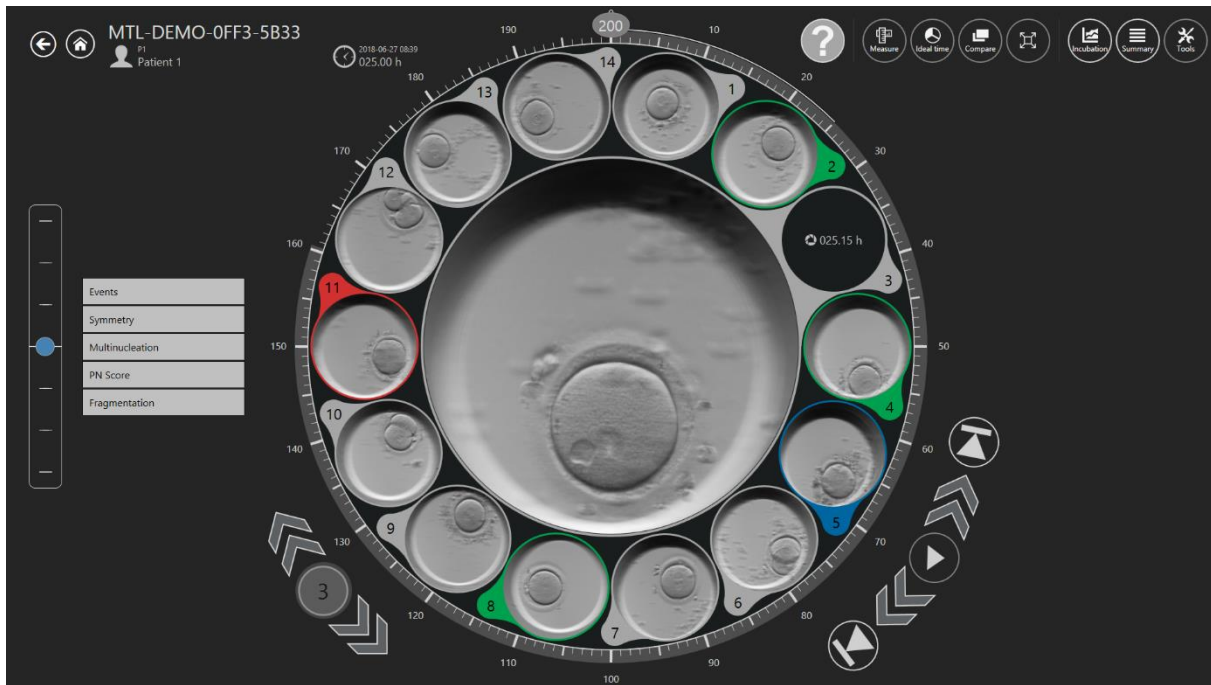 MTL-DEMO-0FF3-5B33
P1
Patient 1
2018-06-27 08:39
025.00 h
200
?
Measure
Ideal time
Compare
Incubation
Summary
Tools
190
10
180
20
170
30
160
40
150
50
140
60
130
70
120
80
110
90
100
14
1
13
2
12
025.15 h
3
11
4
10
5
9
6
8
7
Events
Symmetry
Multinucleation
PN Score
Fragmentation
3